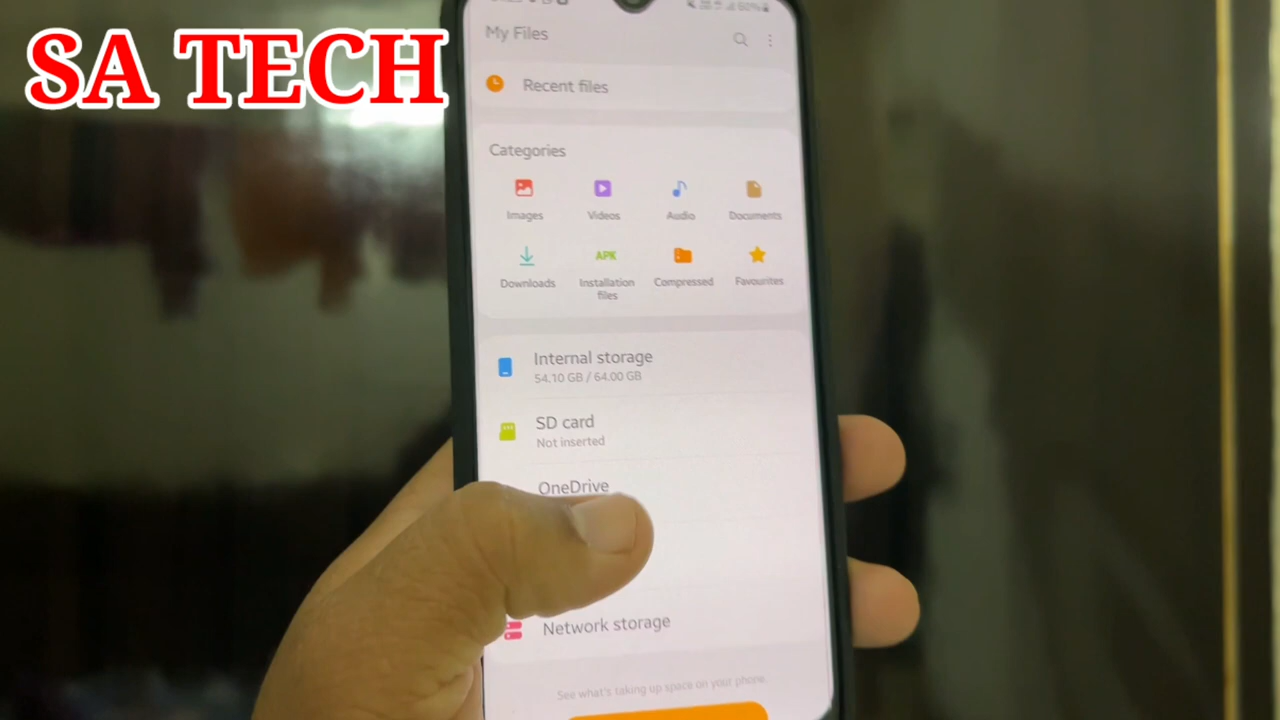 SA TECH
My Files
Recent files
Categories
Images Videos Audio Documents
Downloads Installation files Compressed Favourites
APK
Internal storage
54.10 GB / 64.00 GB
SD card
Not inserted
OneDrive
Network storage
See what's taking up space on your phone.